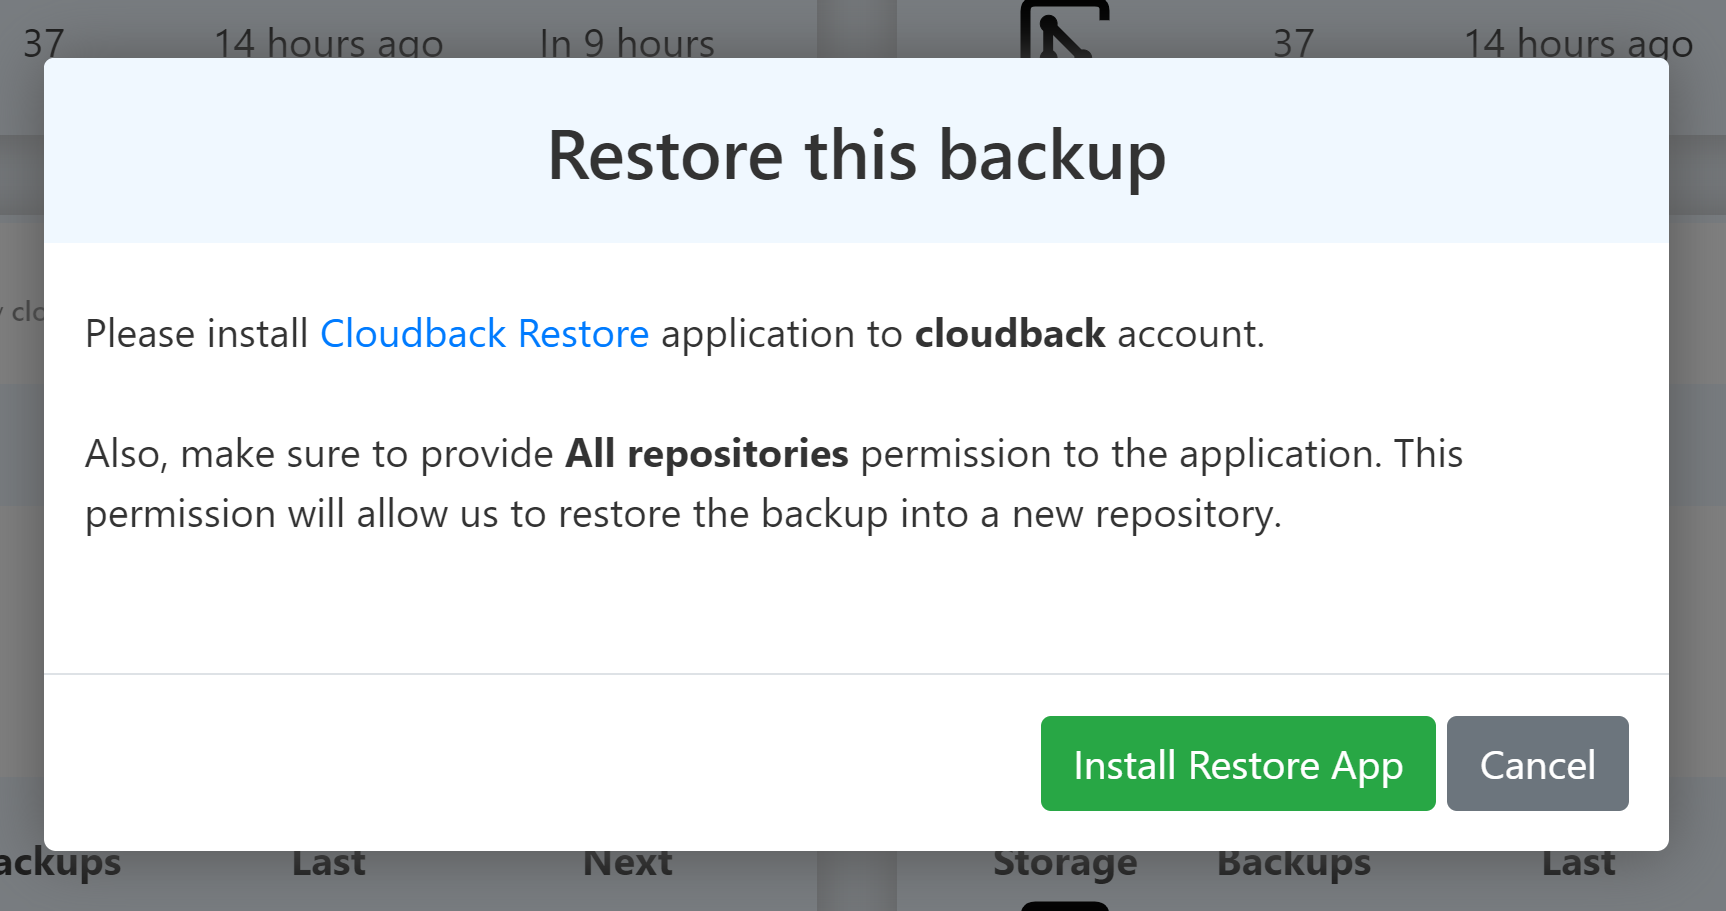 37 14 hours ago In 9 hours 37 14 hours ago
Restore this backup
Please install Cloudback Restore application to cloudback account.
Also, make sure to provide All repositories permission to the application. This
permission will allow us to restore the backup into a new repository.
Install Restore App Cancel
Last Next Storage Backups Last